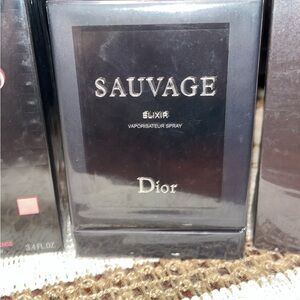 SAUVAGE
ELIXIR
VAPORISATEUR SPRAY
Dior
3.4 FL.OZ